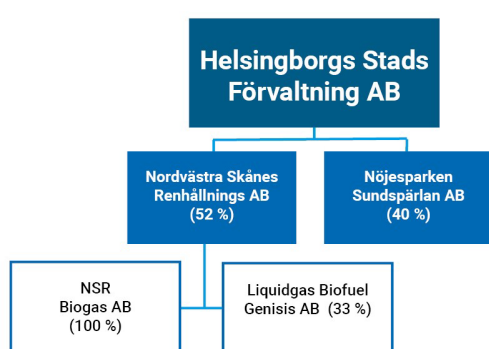 Helsingborgs Stads
Förvaltning AB
Nordvästra Skånes
Renhållnings AB
(52 %)
Nöjesparken
Sundspärlan AB
(40 %)
NSR
Biogas AB
(100 %)
Liquidgas Biofuel
Genisis AB (33 %)